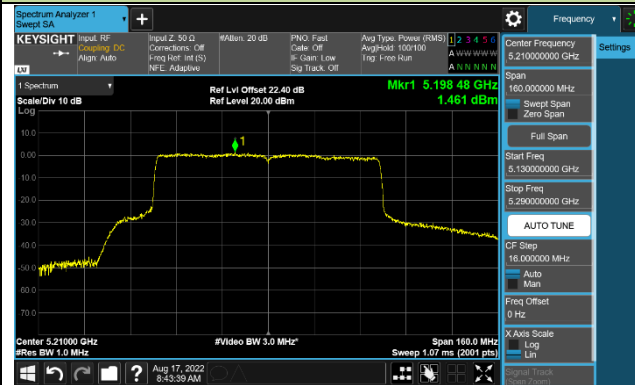 Spectrum Analyzer 1
Swept SA
+
Frequency
KEYSIGHT
Input: RF
Coupling: DC
Align: Auto
Input Z: 50 Ω
Corrections: Off
Freq Ref: Int (S)
NFE: Adaptive
#Atten: 20 dB
PNO: Fast
Gate: Off
IF Gain: Low
Sig Track: Off
Avg Type: Power (RMS)
Avg|Hold: 100/100
Trig: Free Run
1 2 3 4 5 6
A W W W W W
A N N N N N
LXI
1 Spectrum
Scale/Div 10 dB
Ref Lvl Offset 22.40 dB
Ref Level 20.00 dBm
Mkr1 5.198 48 GHz
1.461 dBm
Log
10.0
0.00
-10.0
-20.0
-30.0
-40.0
-50.0
-60.0
-70.0
1
Center 5.21000 GHz
#Res BW 1.0 MHz
#Video BW 3.0 MHz*
Span 160.0 MHz
Sweep 1.07 ms (2001 pts)
Aug 17, 2022
8:43:39 AM
?
Center Frequency
5.210000000 GHz
Settings
Span
160.000000 MHz
Swept Span
Zero Span
Full Span
Start Freq
5.130000000 GHz
Stop Freq
5.290000000 GHz
AUTO TUNE
CF Step
16.000000 MHz
Auto
Man
Freq Offset
0 Hz
X Axis Scale
Log
Lin
Signal Track
(Span Zoom)